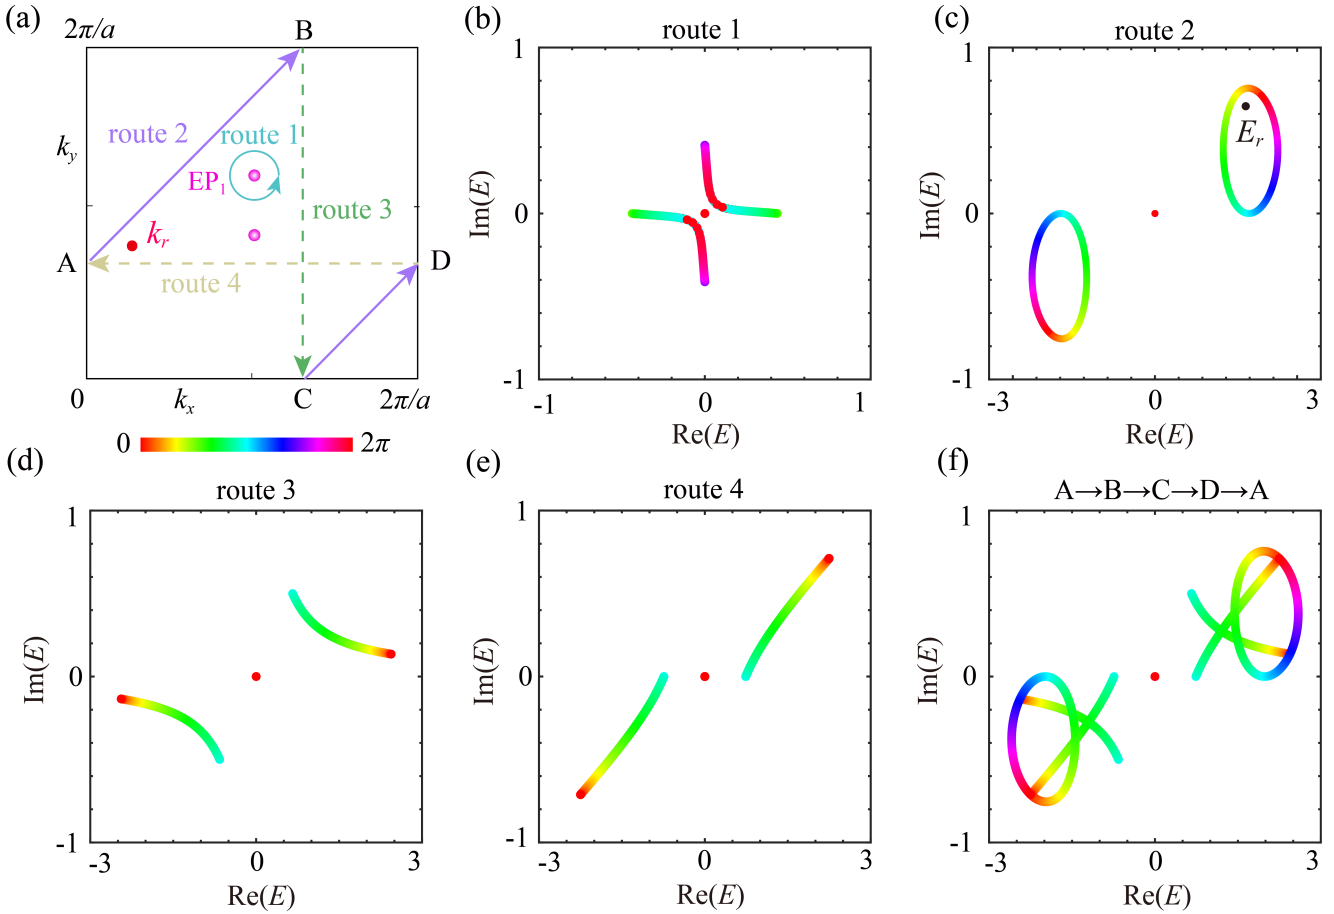 (a)
2π/a
B
route 2
route 1
k_y
EP₁
route 3
k_r
A
D
route 4
0
k_x
C
2π/a
0
2π
(b)
route 1
1
Im(E)
0
-1
-1
0
1
Re(E)
(c)
route 2
1
E_r
Im(E)
0
-1
-3
0
3
Re(E)
(d)
route 3
1
Im(E)
0
-1
-3
0
3
Re(E)
(e)
route 4
1
Im(E)
0
-1
-3
0
3
Re(E)
(f)
A→B→C→D→A
1
Im(E)
0
-1
-3
0
3
Re(E)